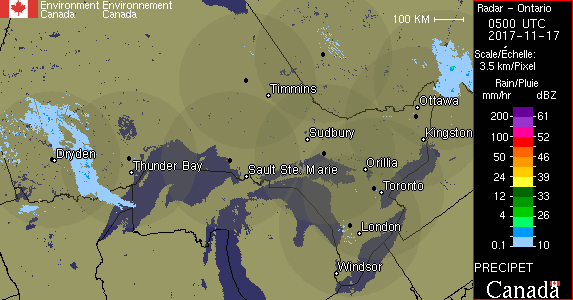 Environment Environnement
Canada Canada
100 KM
Radar - Ontario
0500 UTC
2017-11-17
Scale/Échelle:
3.5 km/Pixel
Rain/Pluie
mm/hr dBZ
200 61
100 52
50 46
24 39
12 33
4 26
0.1 10
PRECIPET
Canada
Timmins
Ottawa
Sudbury
Kingston
Dryden
Thunder Bay
Sault Ste. Marie
Orillia
Toronto
London
Windsor